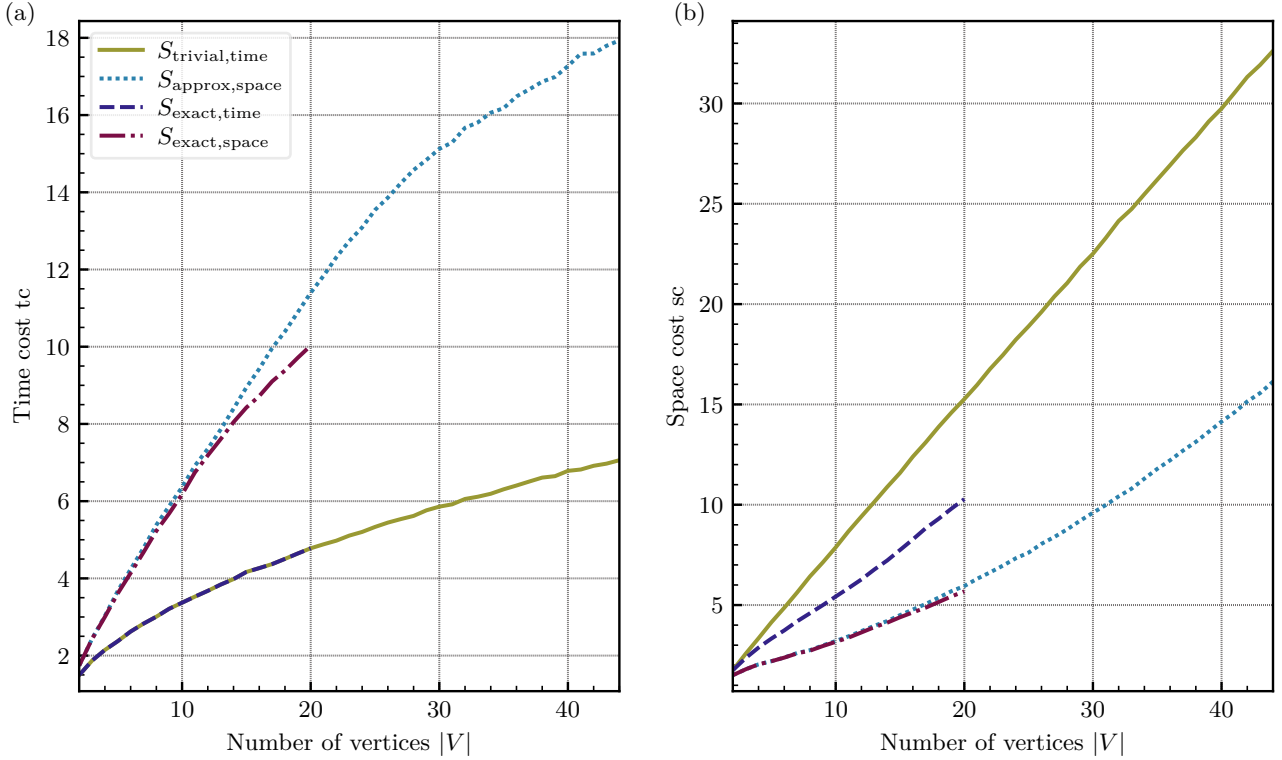 (a)
18
16
14
12
10
8
6
4
2
Time cost tc
S_trivial,time
S_approx,space
S_exact,time
S_exact,space
10
20
30
40
Number of vertices |V|
(b)
30
25
20
15
10
5
Space cost sc
10
20
30
40
Number of vertices |V|